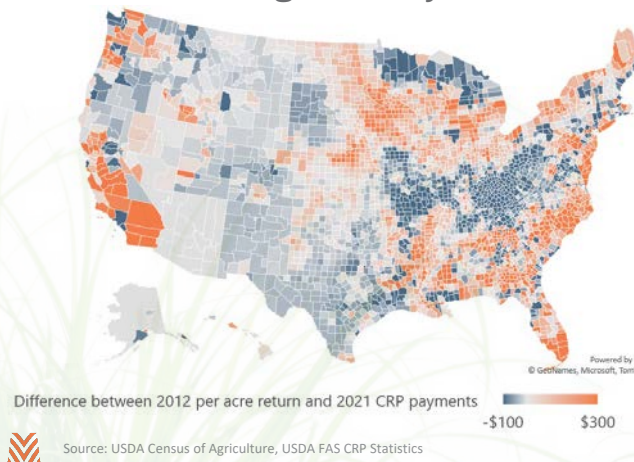 Powered by
© GeoNames, Microsoft, Tom
Difference between 2012 per acre return and 2021 CRP payments
-$100
$300
Source: USDA Census of Agriculture, USDA FAS CRP Statistics